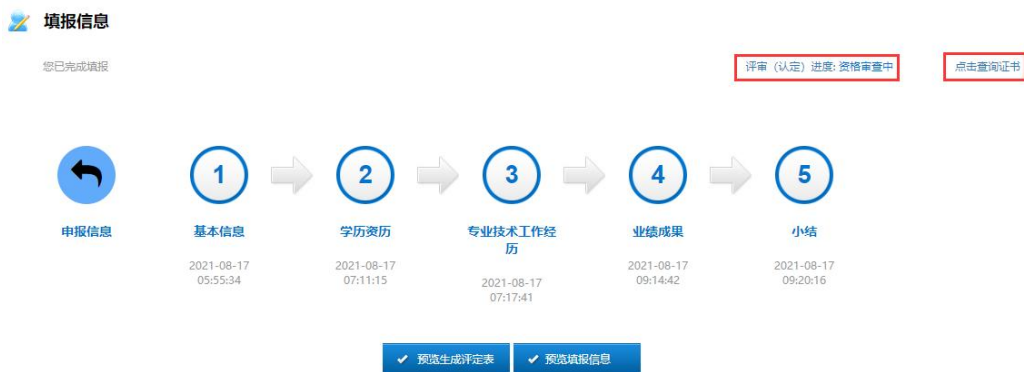 填报信息
您已完成填报
评审（认定）进度: 资格审查中
点击查询证书
1
2
3
4
5
申报信息
基本信息
学历资历
专业技术工作经
历
业绩成果
小结
2021-08-17
05:55:34
2021-08-17
07:11:15
2021-08-17
07:17:41
2021-08-17
09:14:42
2021-08-17
09:20:16
预览生成评定表
预览填报信息